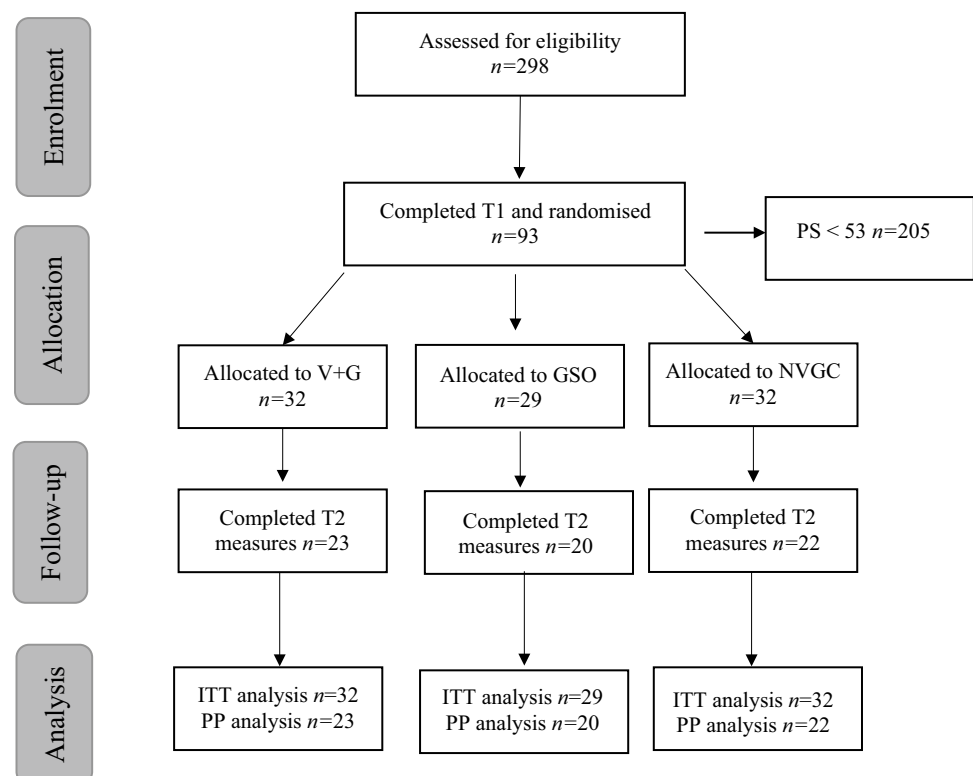 Enrolment
Assessed for eligibility
n=298
Completed T1 and randomised
n=93
PS < 53 n=205
Allocation
Allocated to V+G
n=32
Allocated to GSO
n=29
Allocated to NVGC
n=32
Follow-up
Completed T2
measures n=23
Completed T2
measures n=20
Completed T2
measures n=22
Analysis
ITT analysis n=32
PP analysis n=23
ITT analysis n=29
PP analysis n=20
ITT analysis n=32
PP analysis n=22